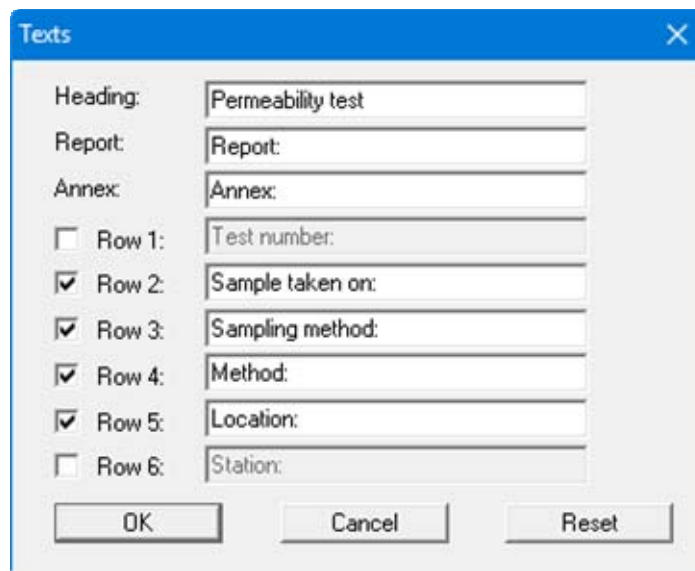 Texts
Heading: Permeability test
Report: Report:
Annex: Annex:
Row 1: Test number:
Row 2: Sample taken on:
Row 3: Sampling method:
Row 4: Method:
Row 5: Location:
Row 6: Station:
OK Cancel Reset